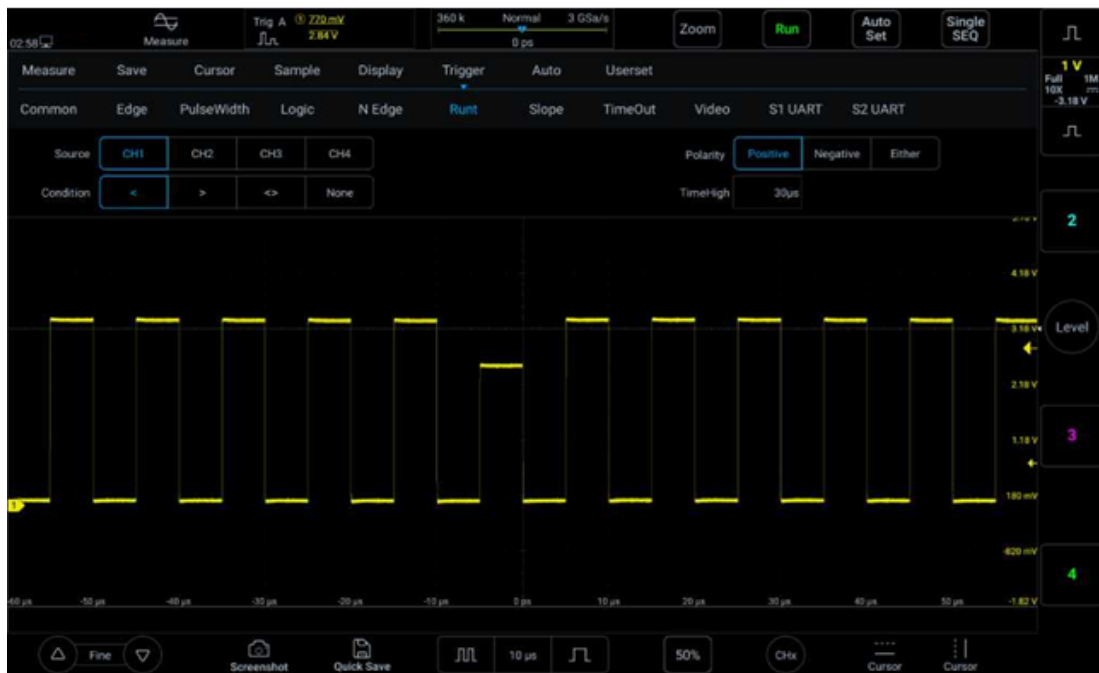 02:58
Measure
Trig A ① 770 mV
2.84 V
360 k Normal 3 GSa/s
0 ps
Zoom
Run
Auto
Set
Single
SEQ
Measure Save Cursor Sample Display Trigger Auto Userset
Common Edge PulseWidth Logic N Edge Runt Slope TimeOut Video S1 UART S2 UART
1 V
Full 1M
10X
-3.18 V
Source CH1 CH2 CH3 CH4
Polarity Positive Negative Either
Condition < > <> None
TimeHigh 30µs
2
4.18 V
Level
3.18 V
2.18 V
3
1.18 V
180 mV
1
-820 mV
4
-60 µs -50 µs -40 µs -30 µs -20 µs -10 µs 0 ps 10 µs 20 µs 30 µs 40 µs 50 µs -1.82 V
Fine
Screenshot
Quick Save
10 µs
50%
CHx
Cursor
Cursor